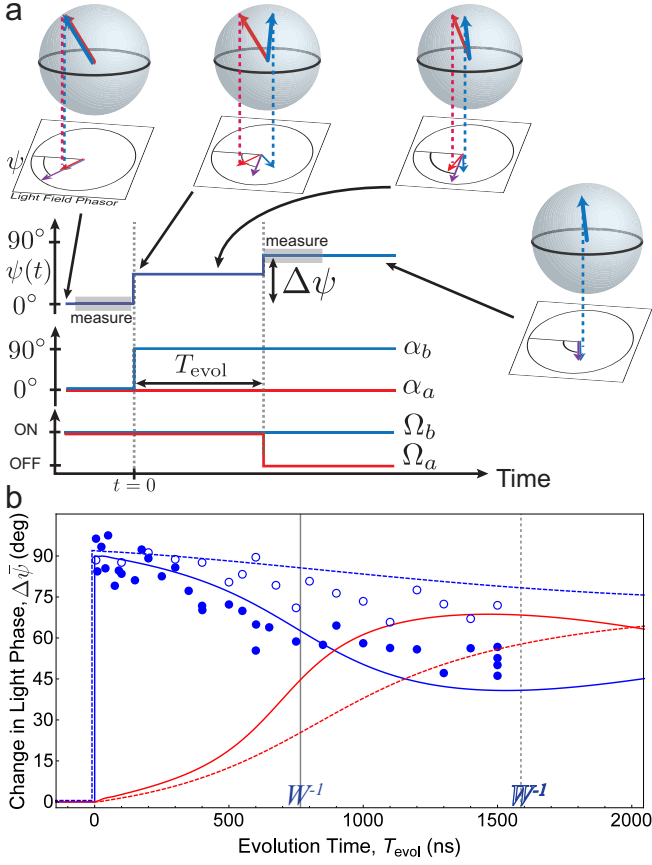 a
ψ
Light Field Phasor
90°
ψ(t)
0°
measure
measure
Δψ
90°
0°
T_evol
α_b
α_a
ON
OFF
Ω_b
Ω_a
t = 0
Time
b
Change in Light Phase, Δψ̄ (deg)
90
75
60
45
30
15
0
W⁻¹
W⁻¹
0
500
1000
1500
2000
Evolution Time, T_evol (ns)